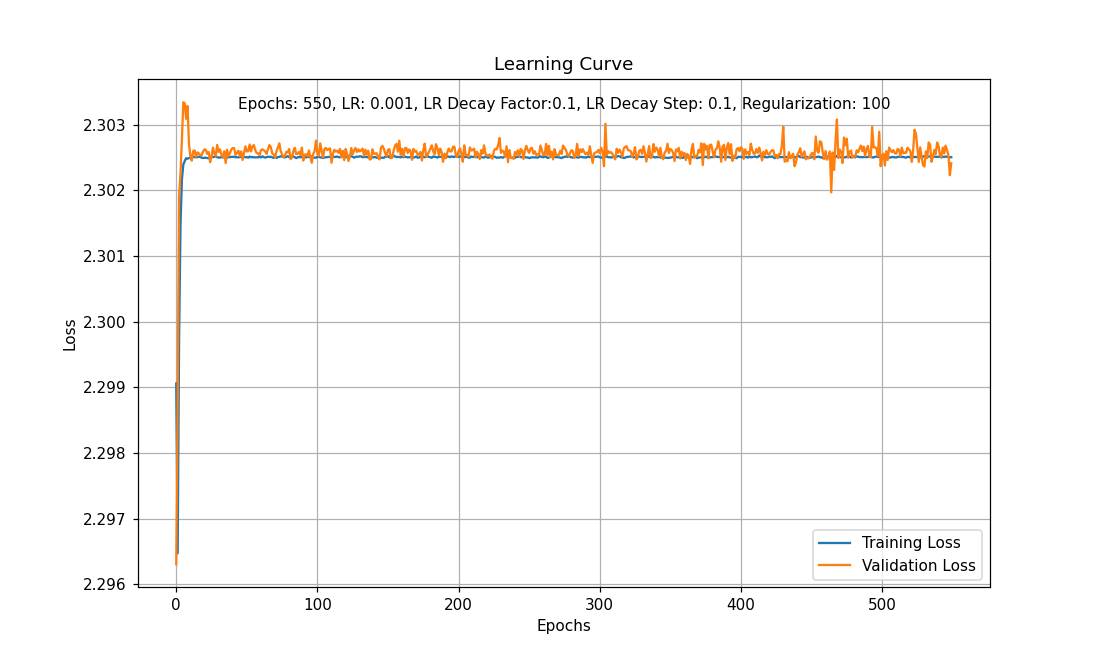 Learning Curve
Epochs: 550, LR: 0.001, LR Decay Factor:0.1, LR Decay Step: 0.1, Regularization: 100
2.303
2.302
2.301
2.300
2.299
2.298
2.297
2.296
Loss
0 100 200 300 400 500
Epochs
Training Loss
Validation Loss